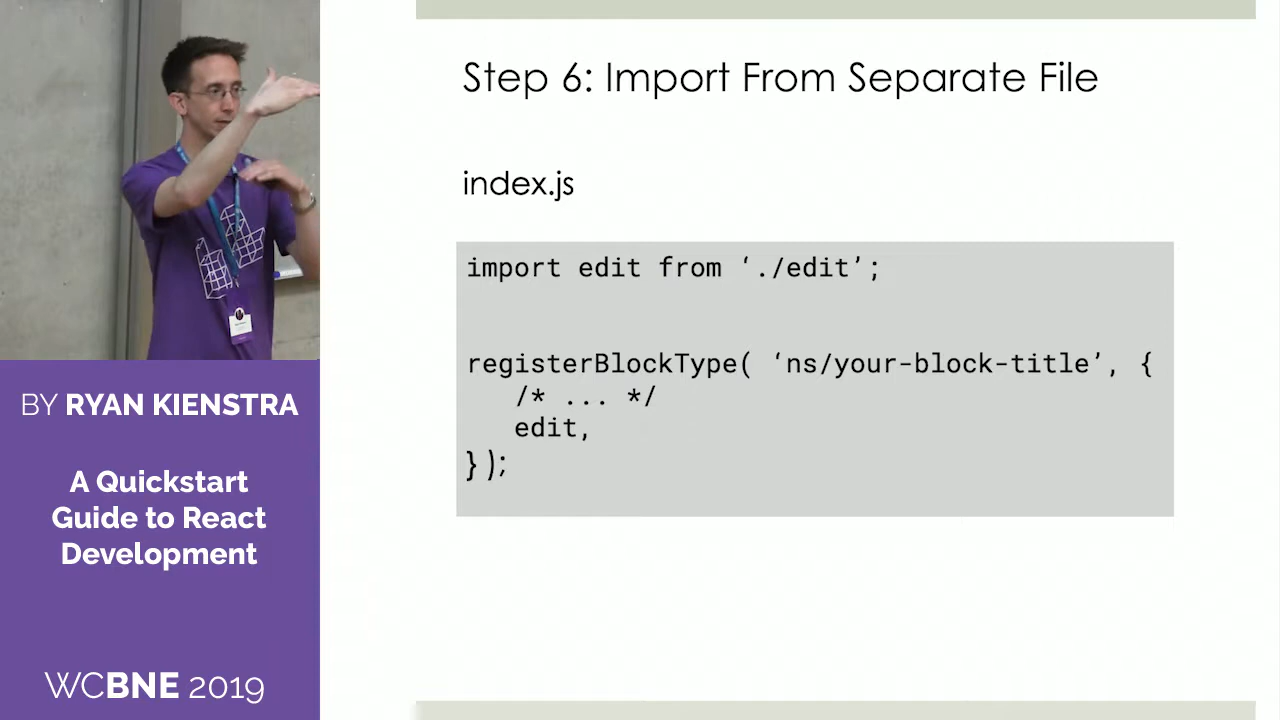 BY RYAN KIENSTRA
A Quickstart
Guide to React
Development
WCBNE 2019
Step 6: Import From Separate File
index.js
import edit from ‘./edit’;
registerBlockType( ‘ns/your-block-title’, {
/* ... */
edit,
} );